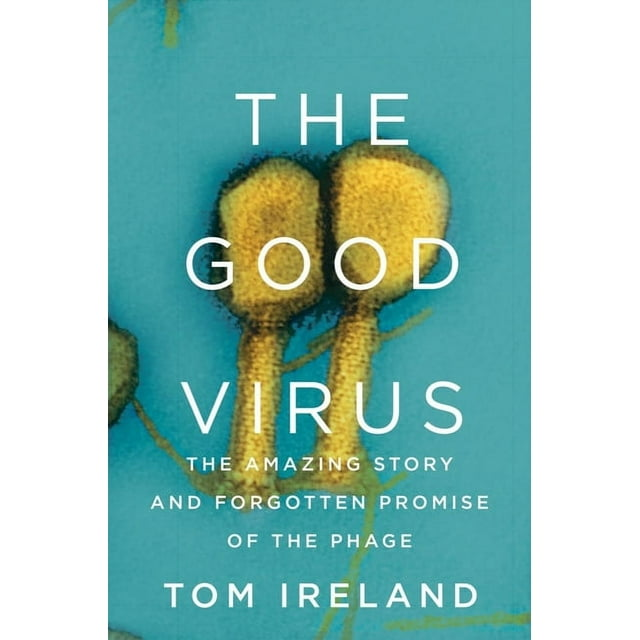 THE
GOOD
VIRUS
THE AMAZING STORY
AND FORGOTTEN PROMISE
OF THE PHAGE
TOM IRELAND